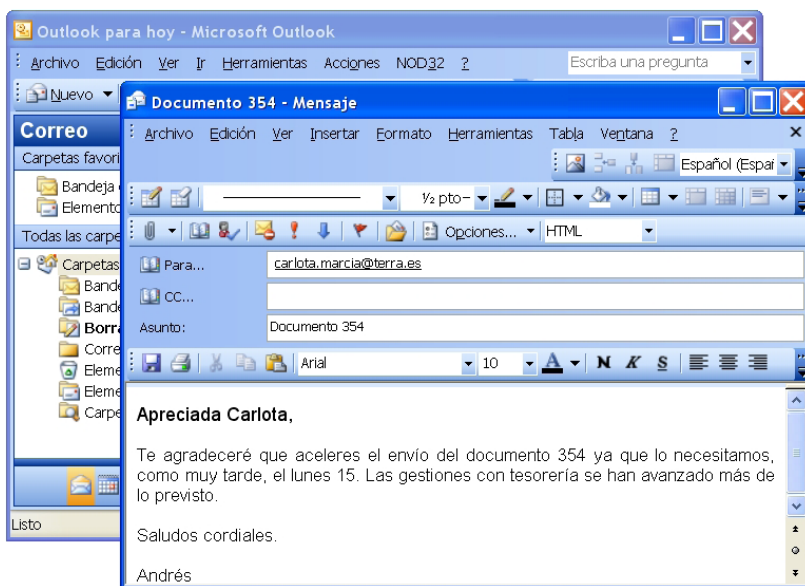 Outlook para hoy - Microsoft Outlook
Archivo Edición Ver Ir Herramientas Acciones NOD32 ?
Escriba una pregunta
Nuevo
Correo
Carpetas favori
Bandeja
Elemento
Todas las carpe
Carpetas
Bande
Bande
Borra
Corre
Eleme
Eleme
Carpe
Listo
Documento 354 - Mensaje
Archivo Edición Ver Insertar Formato Herramientas Tabla Ventana ?
Español (Espai
½ pto
Opciones... HTML
Para... carlota.marcia@terra.es
CC...
Asunto: Documento 354
Arial 10 A N K S
Apreciada Carlota,
Te agradeceré que aceleres el envío del documento 354 ya que lo necesitamos,
como muy tarde, el lunes 15. Las gestiones con tesorería se han avanzado más de
lo previsto.
Saludos cordiales.
Andrés